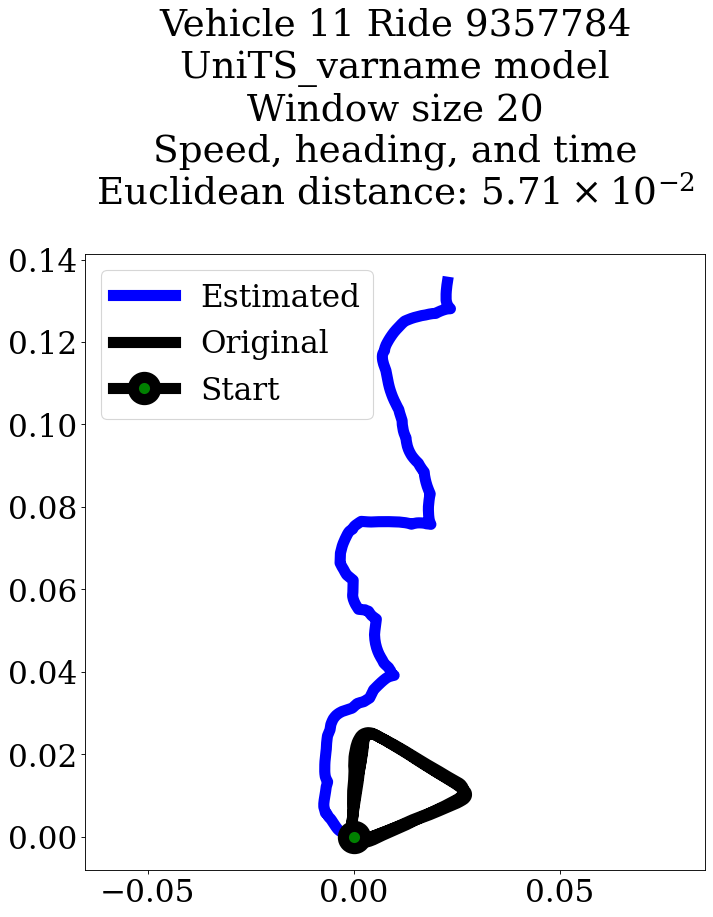 Vehicle 11 Ride 9357784
UniTS_varname model
Window size 20
Speed, heading, and time
Euclidean distance: 5.71 × 10⁻²
0.14
Estimated
0.12
Original
Start
0.10
0.08
0.06
0.04
0.02
0.00
−0.05 0.00 0.05